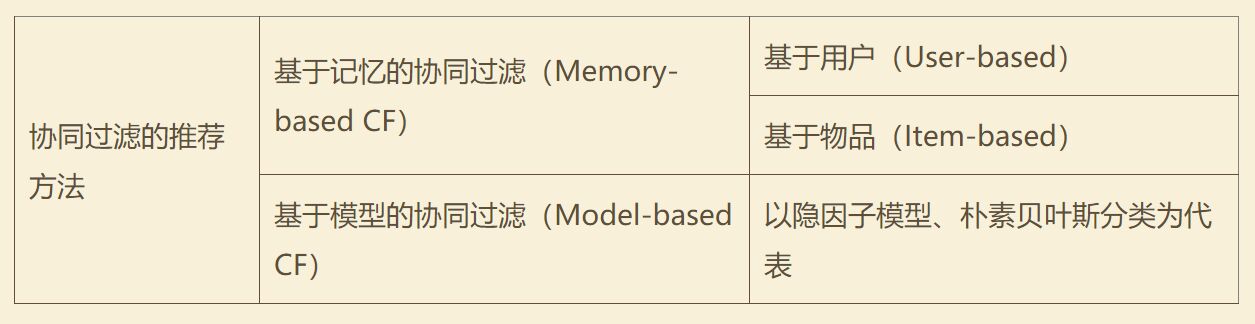 协同过滤的推荐
方法
基于记忆的协同过滤（Memory-
based CF）
基于用户（User-based）
基于物品（Item-based）
基于模型的协同过滤（Model-based
CF）
以隐因子模型、朴素贝叶斯分类为代
表